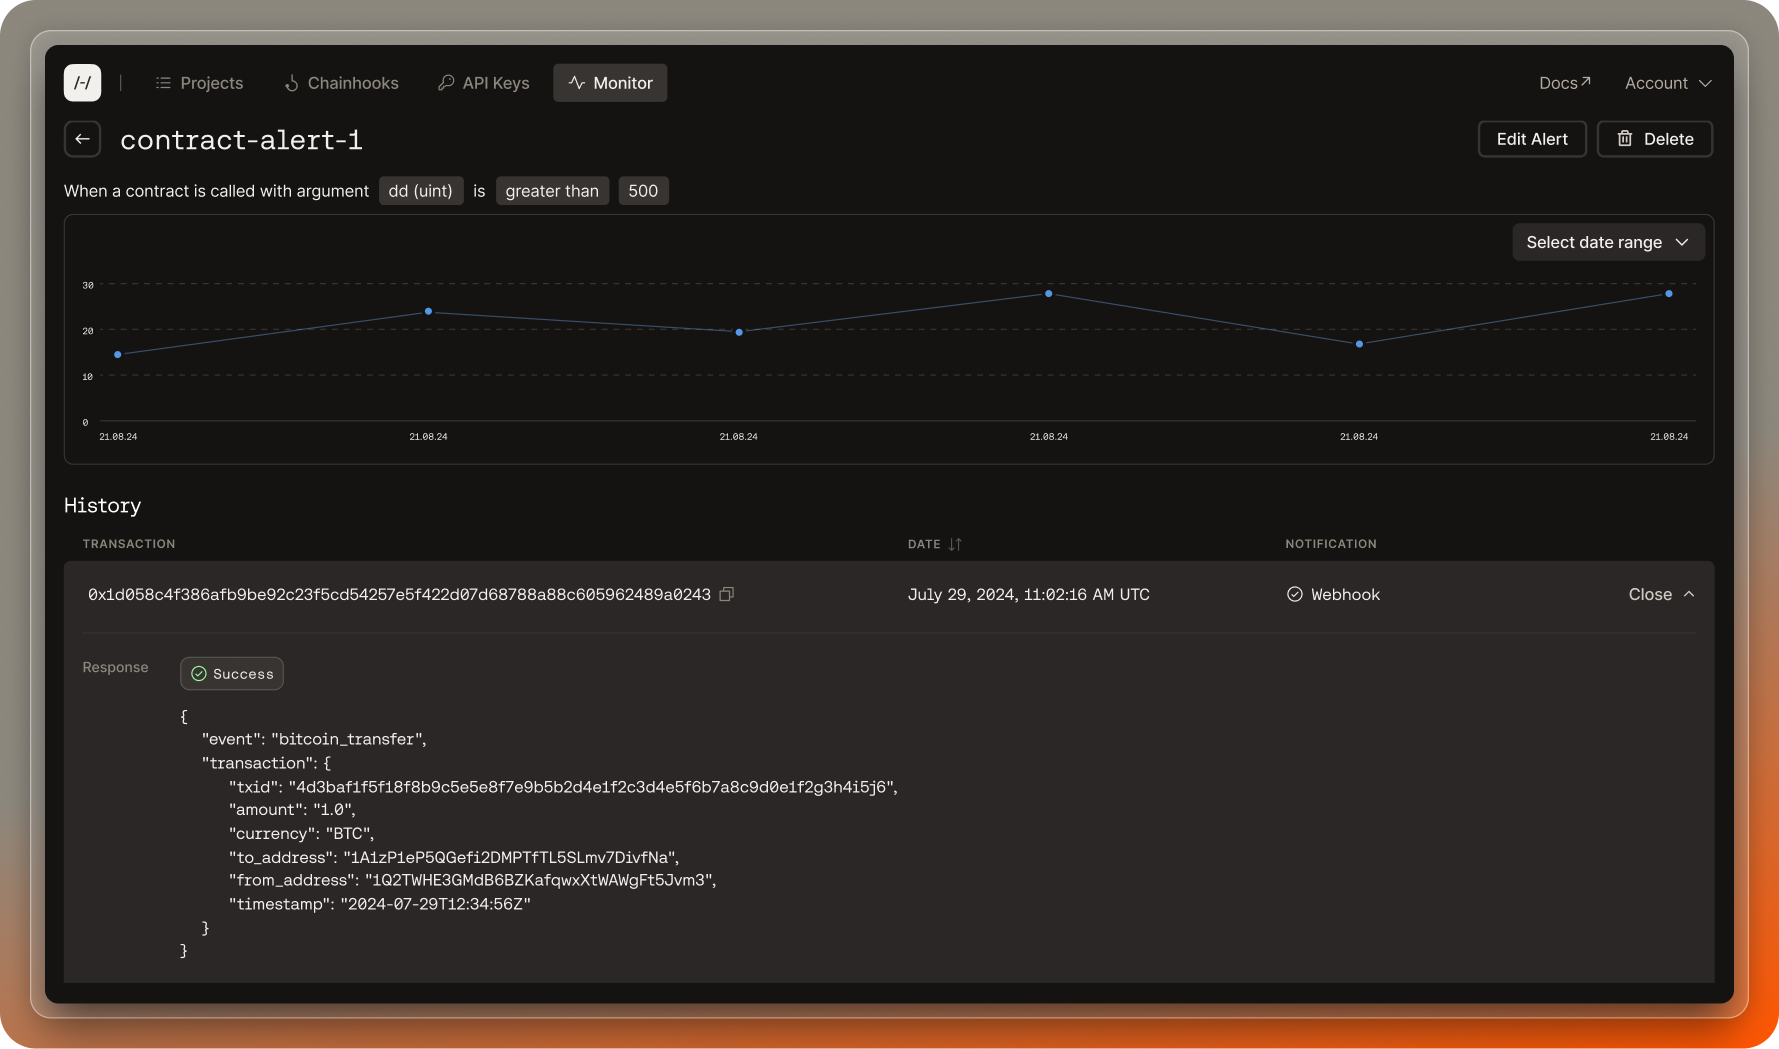 /-/ | Projects Chainhooks API Keys Monitor Docs Account
contract-alert-1 Edit Alert Delete
When a contract is called with argument dd (uint) is greater than 500
Select date range
30
20
10
0
21.08.24 21.08.24 21.08.24 21.08.24 21.08.24 21.08.24
History
TRANSACTION DATE NOTIFICATION
0x1d058c4f386afb9be92c23f5cd54257e5f422d07d68788a88c605962489a0243 July 29, 2024, 11:02:16 AM UTC Webhook Close
Response Success
{
"event": "bitcoin_transfer",
"transaction": {
"txid": "4d3baf1f5f18f8b9c5e5e8f7e9b5b2d4e1f2c3d4e5f6b7a8c9d0e1f2g3h4i5j6",
"amount": "1.0",
"currency": "BTC",
"to_address": "1A1zP1eP5QGefi2DMPTfTL5SLmv7DivfNa",
"from_address": "1Q2TWHE3GMdB6BZKafqwxXtWAWgFt5Jvm3",
"timestamp": "2024-07-29T12:34:56Z"
}
}